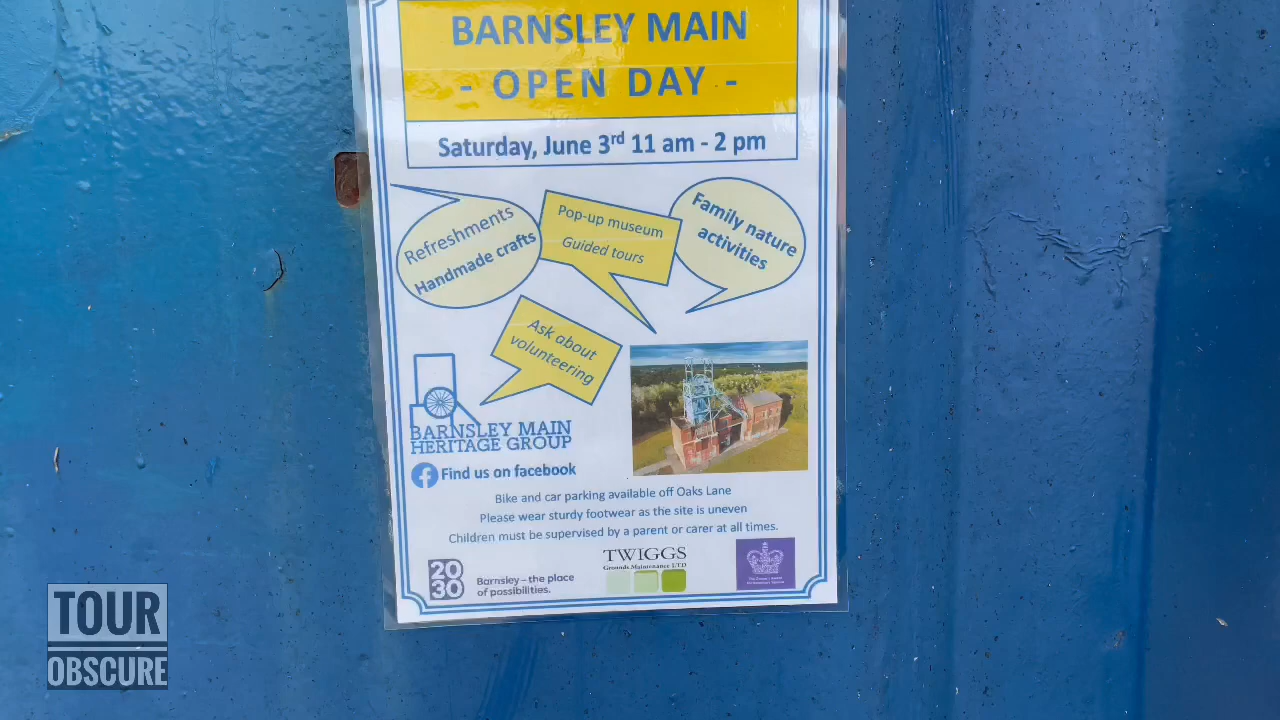 BARNSLEY MAIN
- OPEN DAY -
Saturday, June 3rd 11 am - 2 pm
Refreshments
Handmade crafts
Pop-up museum
Guided tours
Family nature
activities
Ask about
volunteering
BARNSLEY MAIN
HERITAGE GROUP
Find us on facebook
Bike and car parking available off Oaks Lane
Please wear sturdy footwear as the site is uneven
Children must be supervised by a parent or carer at all times.
20
30
Barnsley – the place
of possibilities.
TWIGGS
Grounds Maintenance LTD
TOUR
OBSCURE